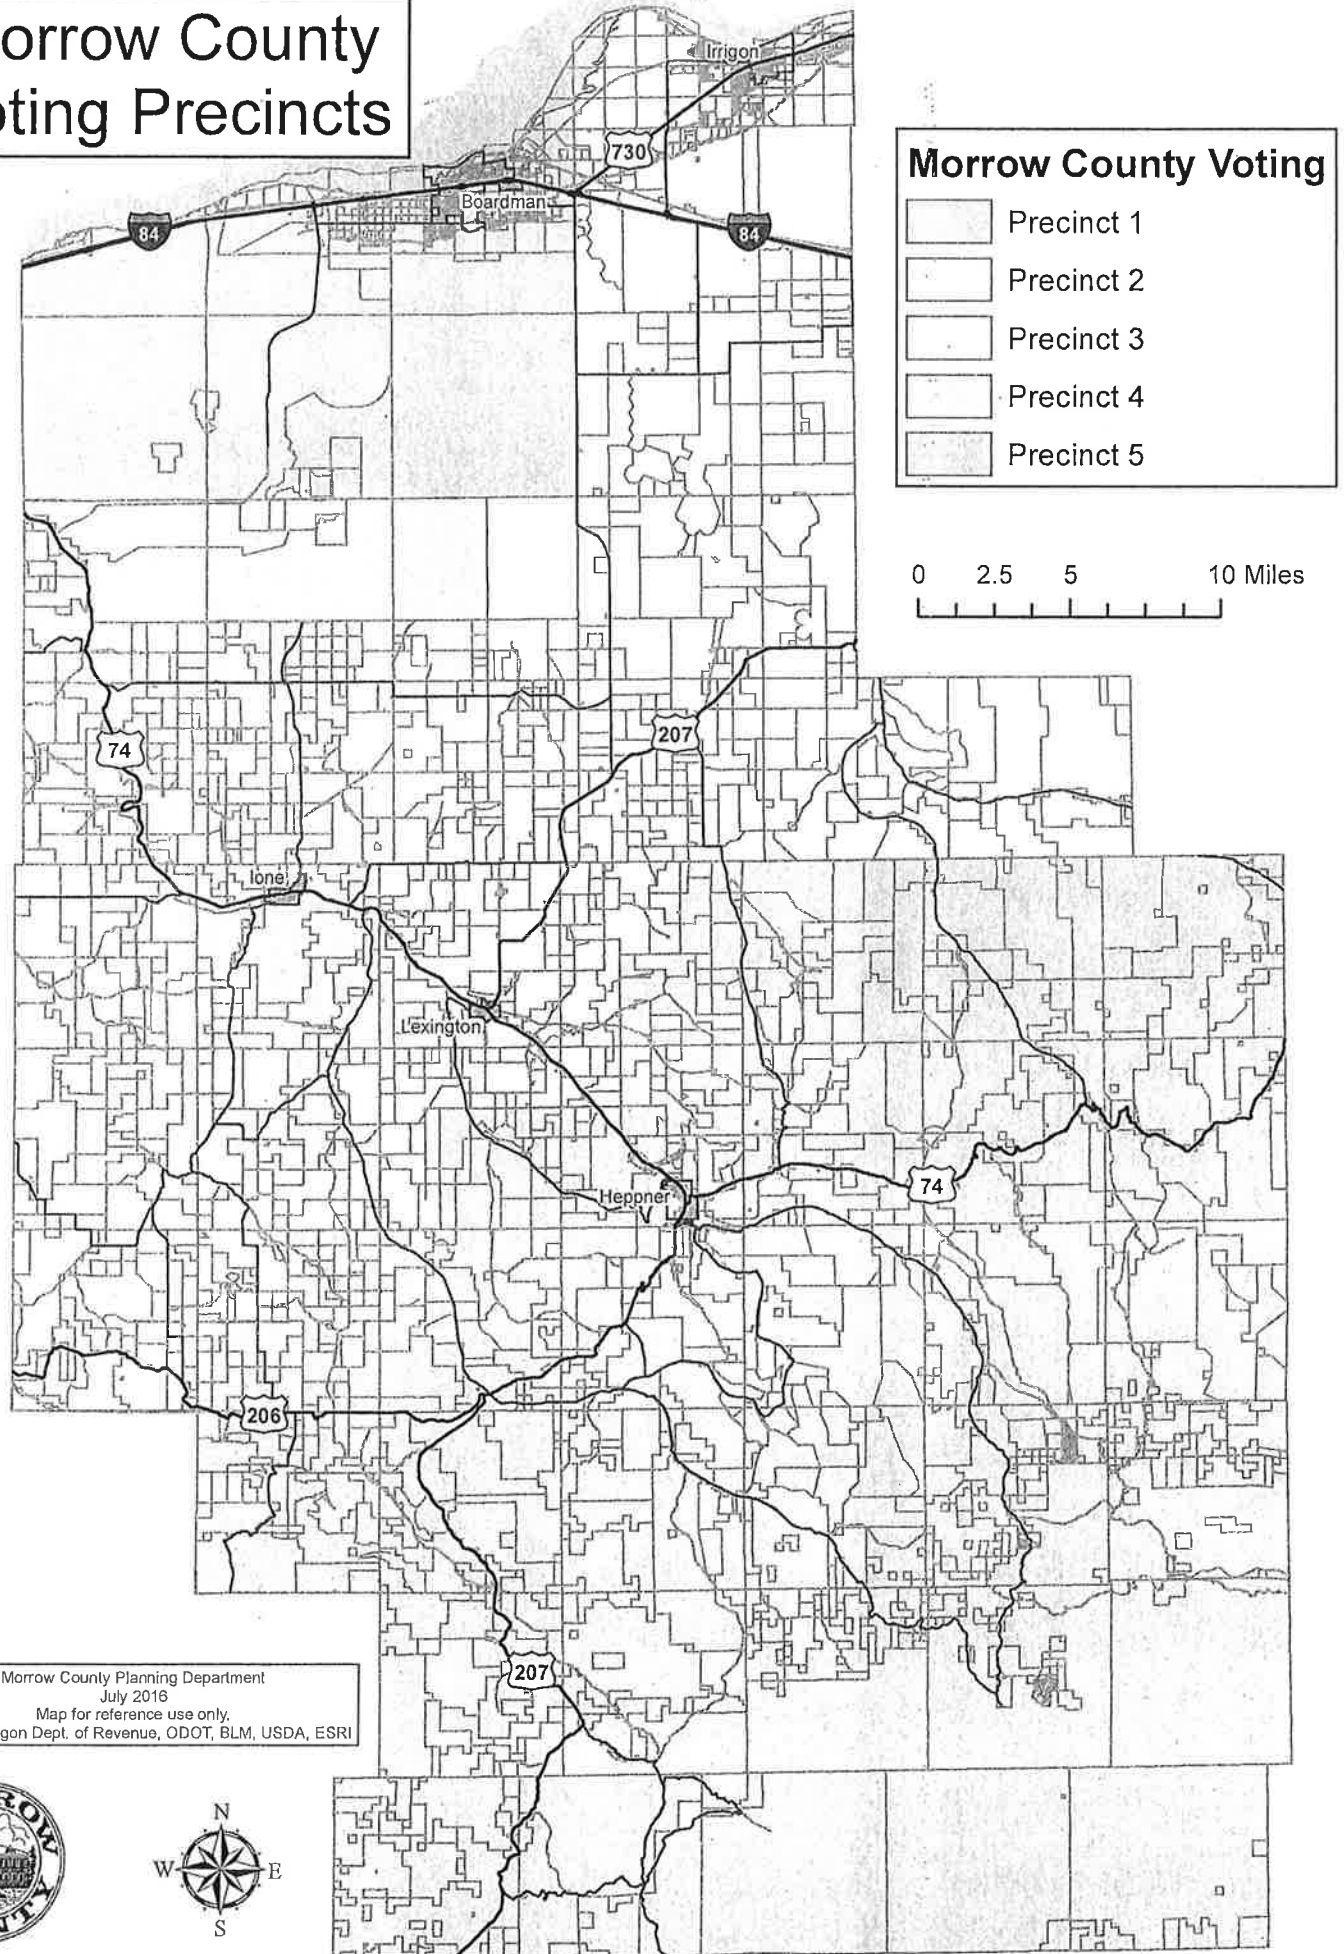 orrow County
ting Precincts
Irrigon
730
Boardman
84
84
Morrow County Voting
Precinct 1
Precinct 2
Precinct 3
Precinct 4
Precinct 5
0 2.5 5 10 Miles
74
207
Ione
Lexington
Heppner
74
206
207
Morrow County Planning Department
July 2016
Map for reference use only.
gon Dept. of Revenue, ODOT, BLM, USDA, ESRI
N
W E
S